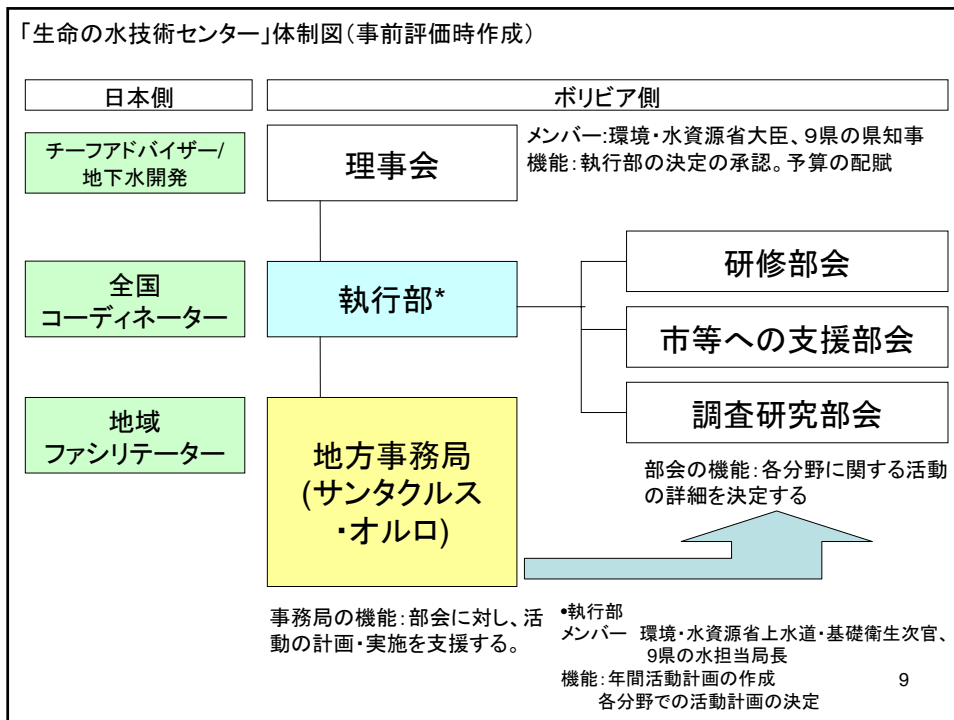 「生命の水技術センター」体制図(事前評価時作成)
日本側
ボリビア側
チーフアドバイザー/
地下水開発
理事会
メンバー:環境・水資源省大臣、9県の県知事
機能:執行部の決定の承認。予算の配賦
全国
コーディネーター
執行部*
研修部会
市等への支援部会
調査研究部会
地域
ファシリテーター
地方事務局
(サンタクルス
・オルロ)
部会の機能:各分野に関する活動
の詳細を決定する
事務局の機能:部会に対し、活
動の計画・実施を支援する。
•執行部
メンバー 環境・水資源省上水道・基礎衛生次官、
9県の水担当局長
機能:年間活動計画の作成
各分野での活動計画の決定
9